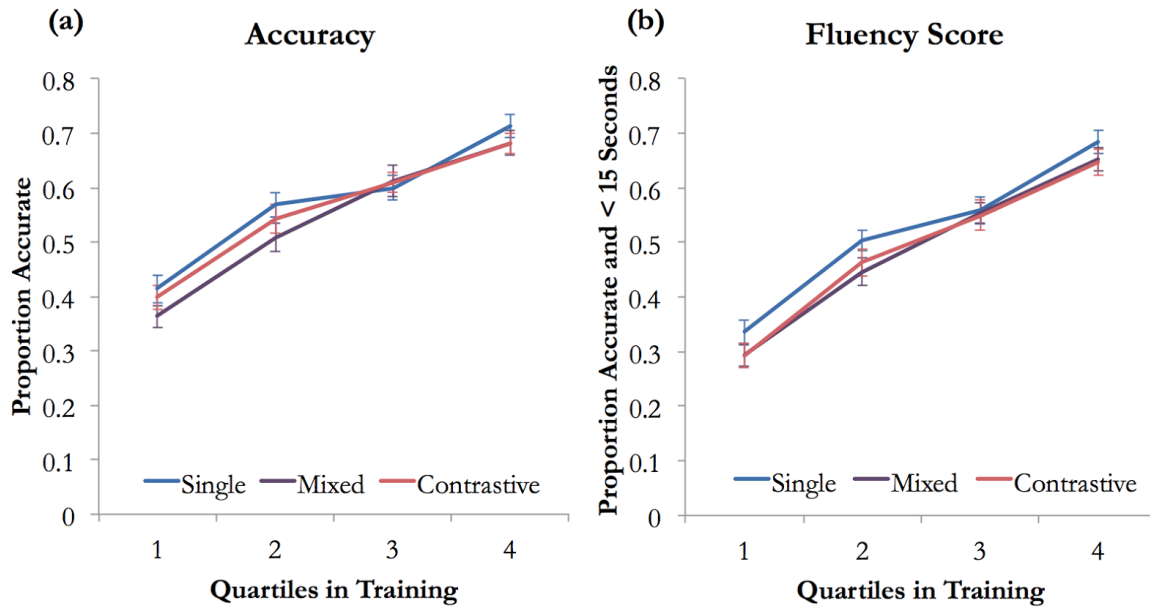 (a)
Accuracy
Proportion Accurate
0.8
0.7
0.6
0.5
0.4
0.3
0.2
0.1
0
Single Mixed Contrastive
1 2 3 4
Quartiles in Training
(b)
Fluency Score
Proportion Accurate and < 15 Seconds
0.8
0.7
0.6
0.5
0.4
0.3
0.2
0.1
0
Single Mixed Contrastive
1 2 3 4
Quartiles in Training